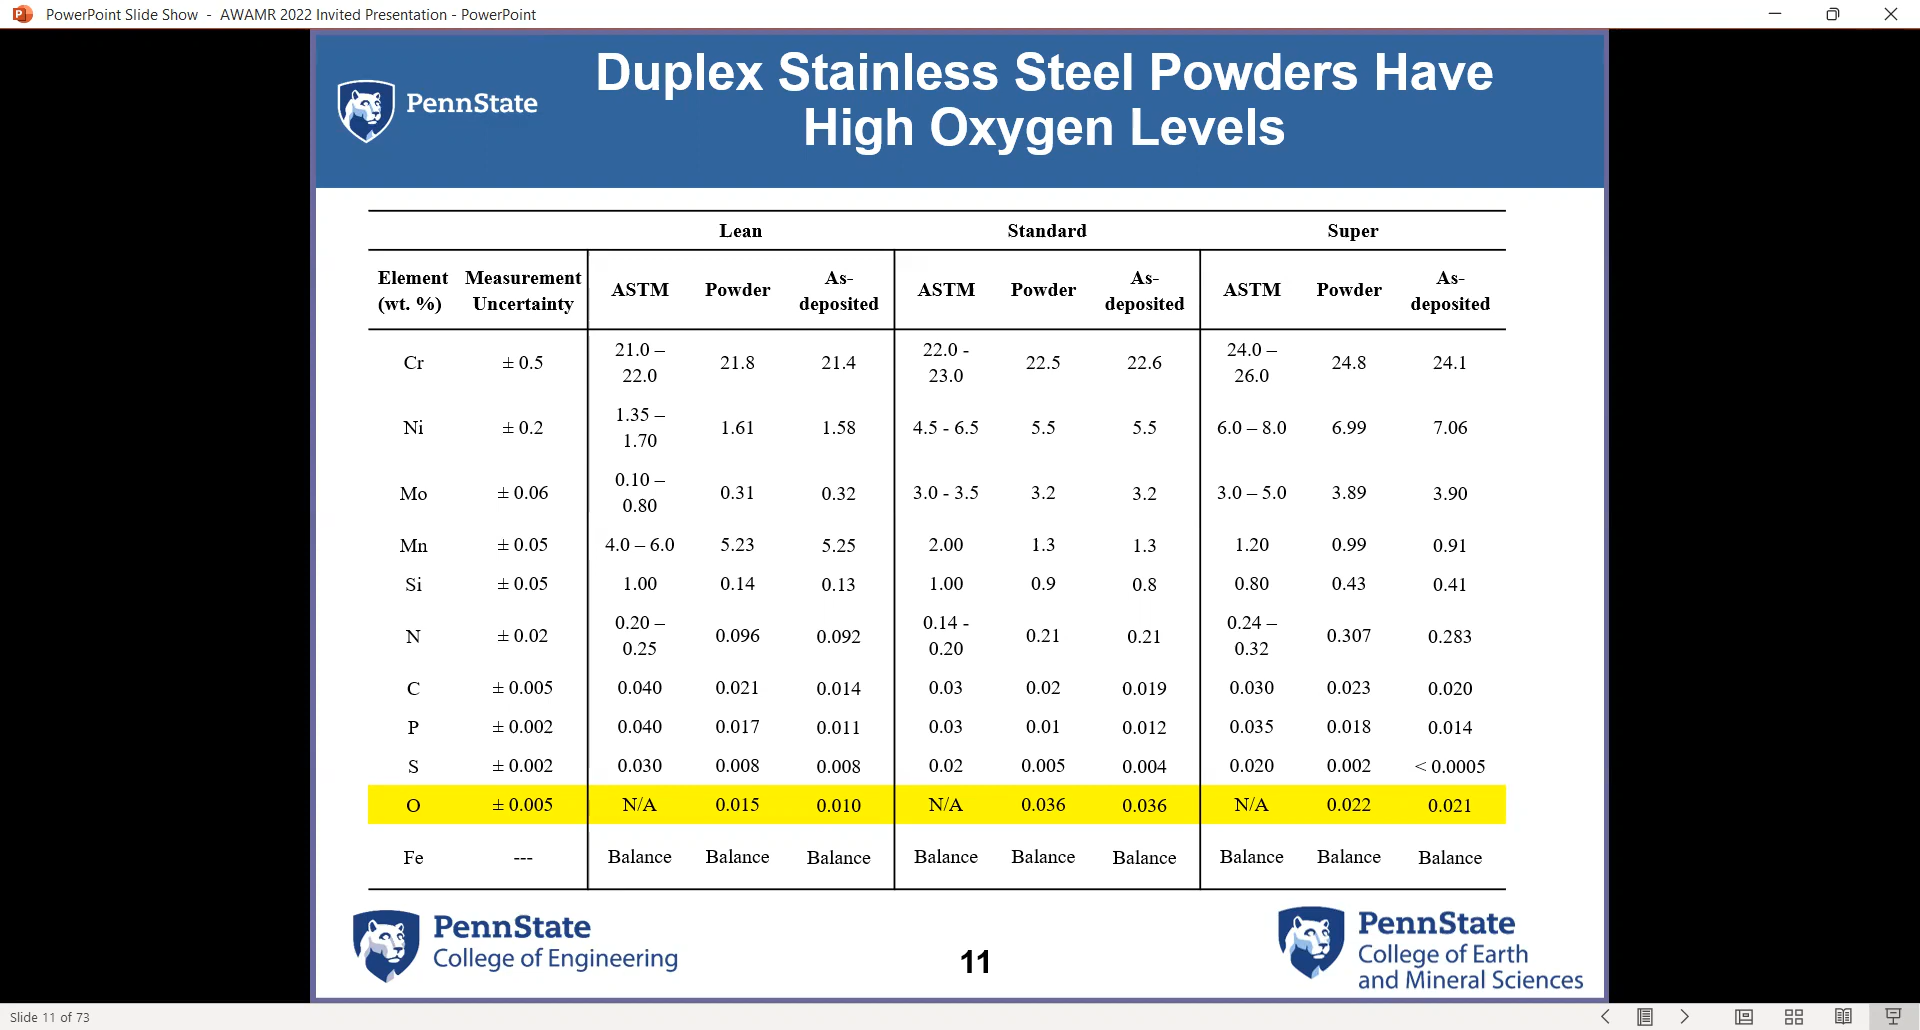 PowerPoint Slide Show - AWAMR 2022 Invited Presentation - PowerPoint
PennState
Duplex Stainless Steel Powders Have
High Oxygen Levels
Lean Standard Super
Element (wt. %) Measurement Uncertainty ASTM Powder As-deposited ASTM Powder As-deposited ASTM Powder As-deposited
Cr ± 0.5 21.0 – 22.0 21.8 21.4 22.0 - 23.0 22.5 22.6 24.0 – 26.0 24.8 24.1
Ni ± 0.2 1.35 – 1.70 1.61 1.58 4.5 - 6.5 5.5 5.5 6.0 – 8.0 6.99 7.06
Mo ± 0.06 0.10 – 0.80 0.31 0.32 3.0 - 3.5 3.2 3.2 3.0 – 5.0 3.89 3.90
Mn ± 0.05 4.0 – 6.0 5.23 5.25 2.00 1.3 1.3 1.20 0.99 0.91
Si ± 0.05 1.00 0.14 0.13 1.00 0.9 0.8 0.80 0.43 0.41
N ± 0.02 0.20 – 0.25 0.096 0.092 0.14 - 0.20 0.21 0.21 0.24 – 0.32 0.307 0.283
C ± 0.005 0.040 0.021 0.014 0.03 0.02 0.019 0.030 0.023 0.020
P ± 0.002 0.040 0.017 0.011 0.03 0.01 0.012 0.035 0.018 0.014
S ± 0.002 0.030 0.008 0.008 0.02 0.005 0.004 0.020 0.002 < 0.0005
O ± 0.005 N/A 0.015 0.010 N/A 0.036 0.036 N/A 0.022 0.021
Fe --- Balance Balance Balance Balance Balance Balance Balance Balance Balance
PennState
College of Engineering
11
PennState
College of Earth
and Mineral Sciences
Slide 11 of 73